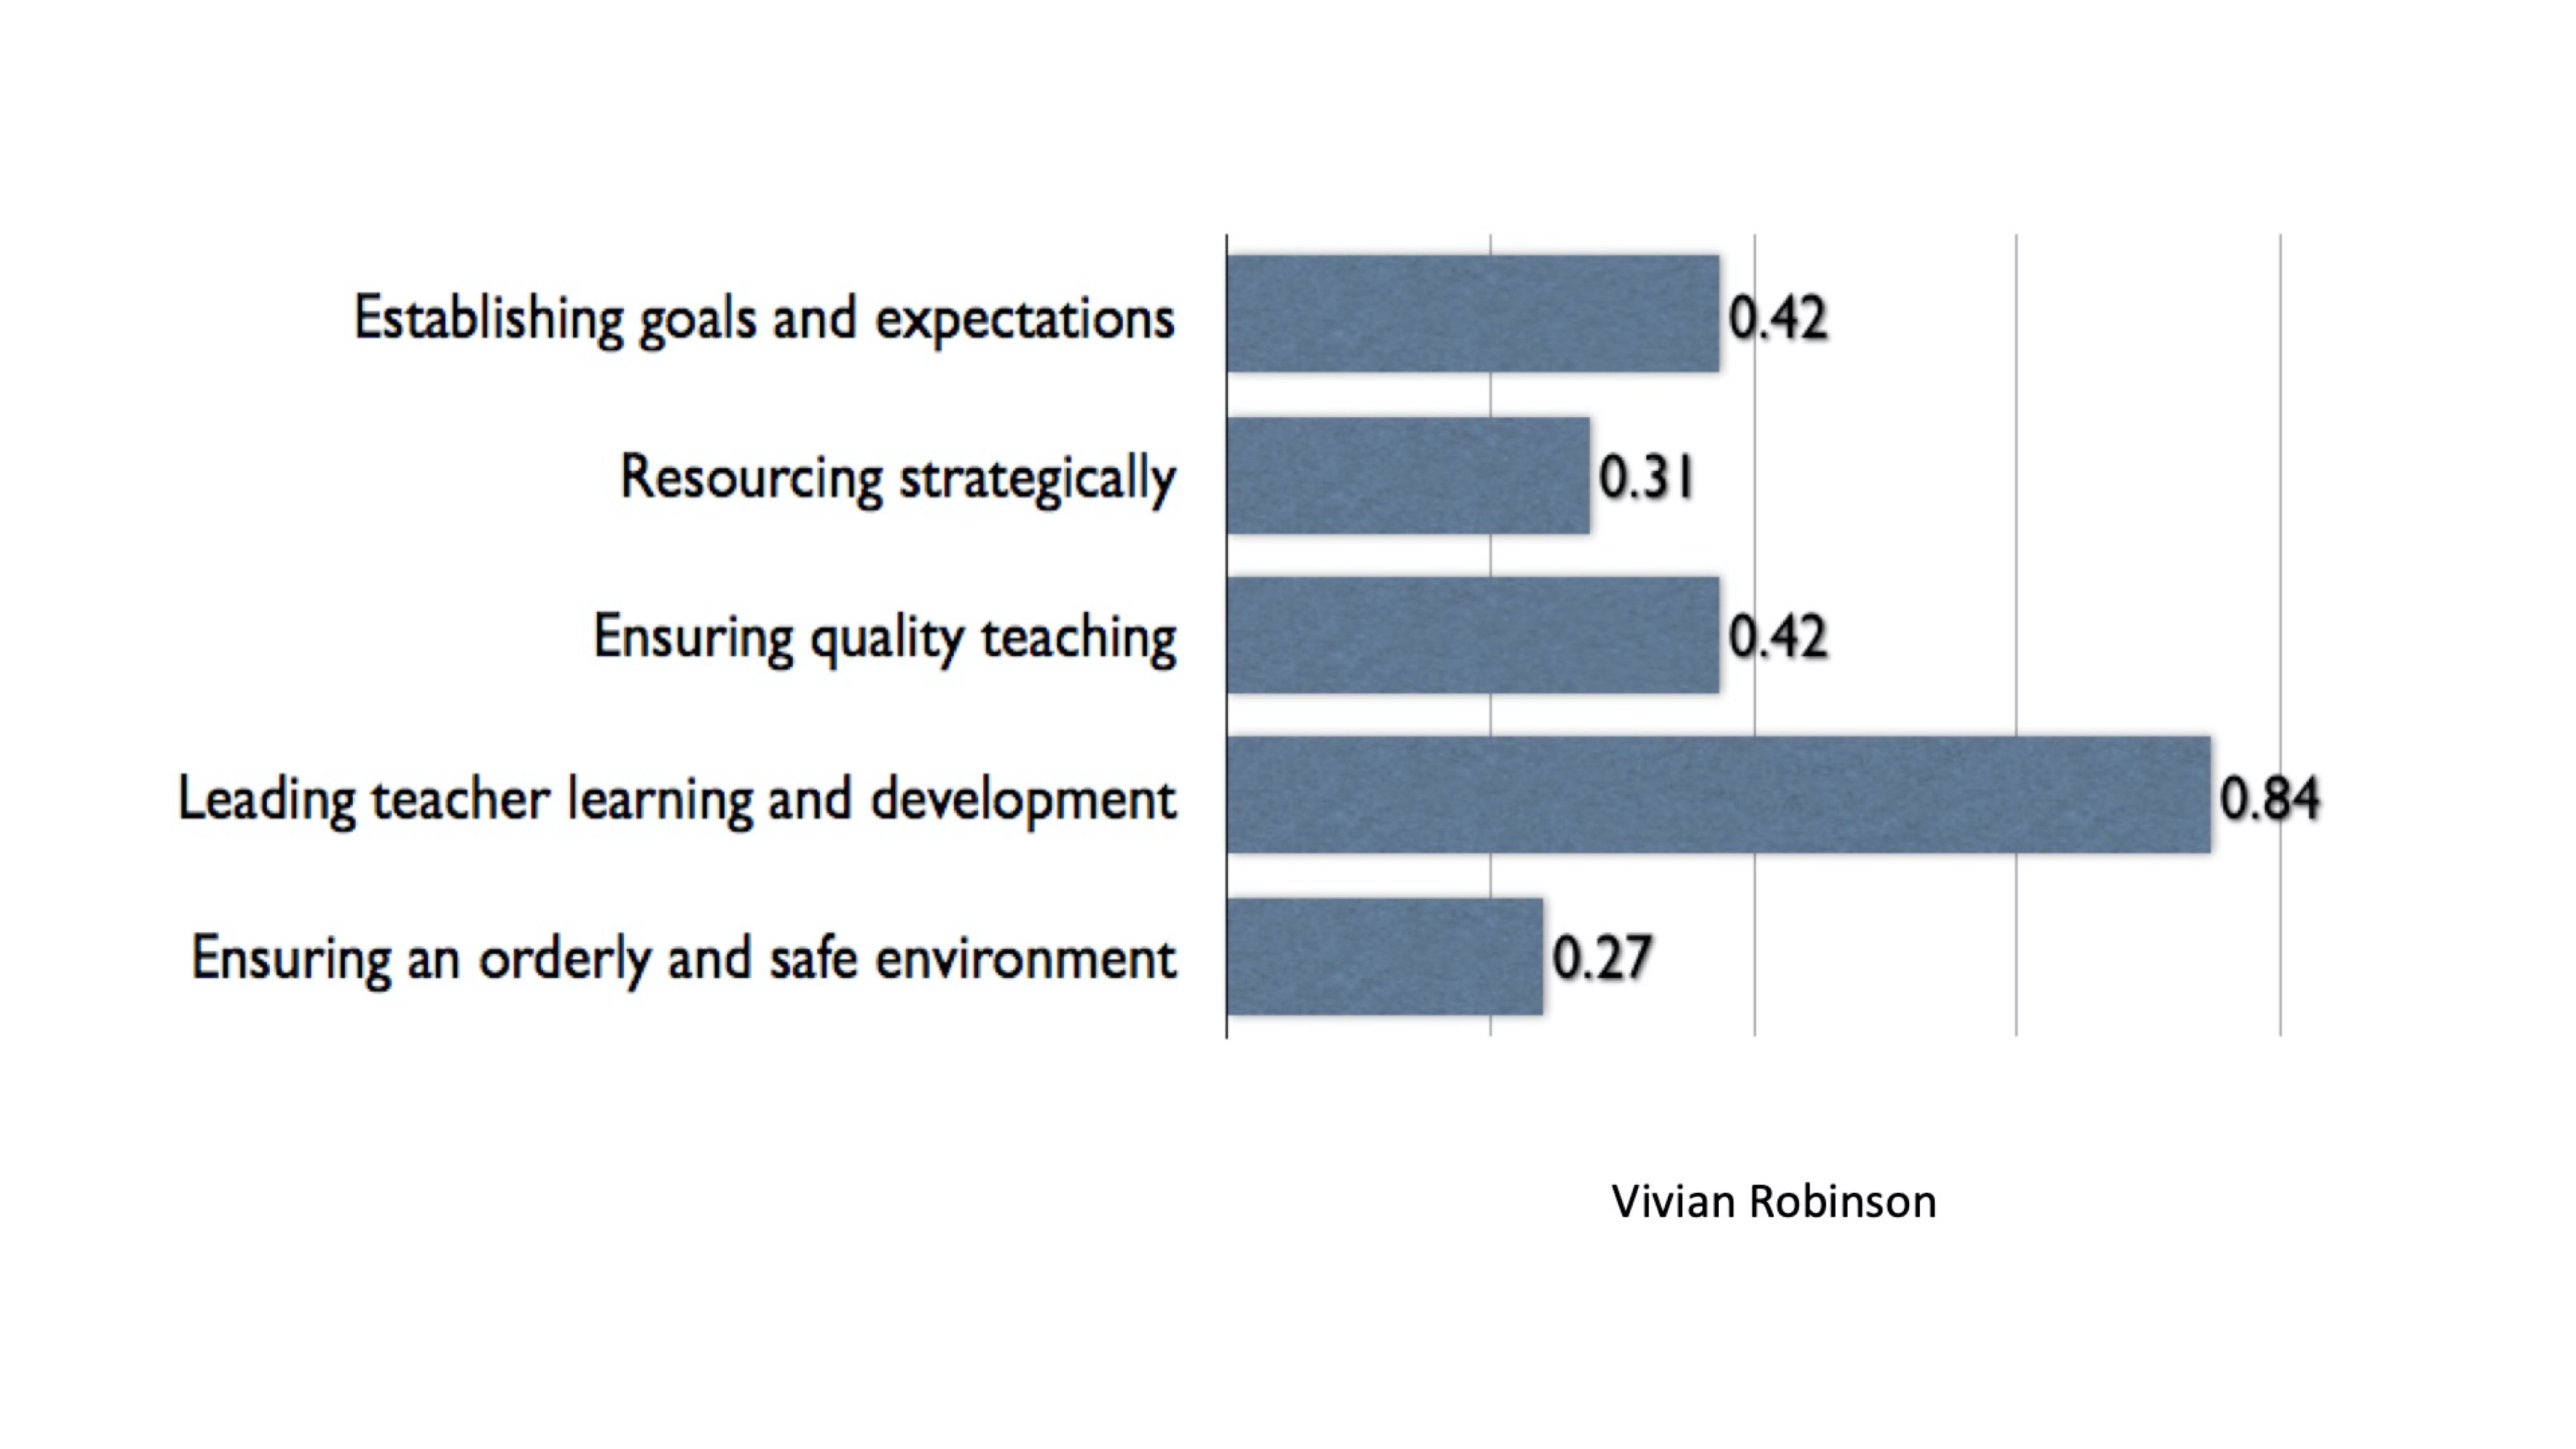 Establishing goals and expectations 0.42
Resourcing strategically 0.31
Ensuring quality teaching 0.42
Leading teacher learning and development 0.84
Ensuring an orderly and safe environment 0.27
Vivian Robinson